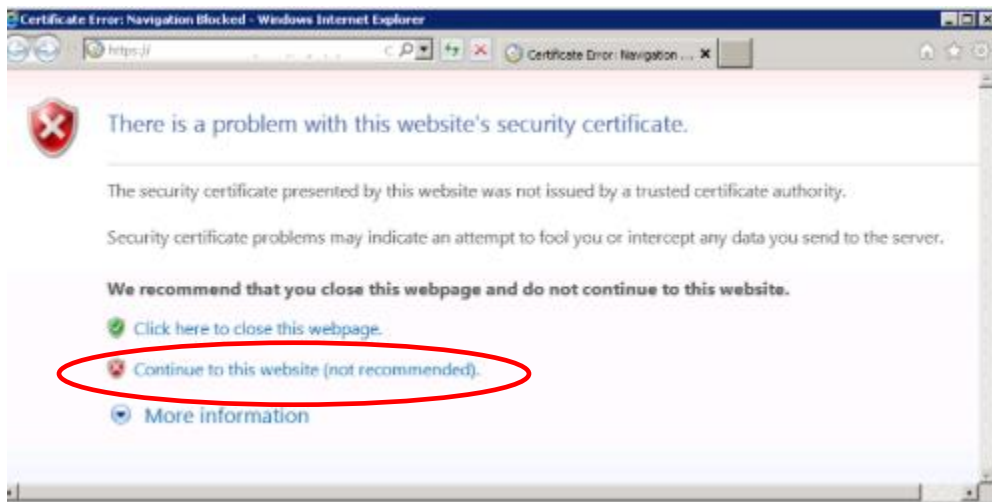 Certificate Error: Navigation Blocked - Windows Internet Explorer
https://
Certificate Error: Navigation ...
There is a problem with this website's security certificate.
The security certificate presented by this website was not issued by a trusted certificate authority.
Security certificate problems may indicate an attempt to fool you or intercept any data you send to the server.
We recommend that you close this webpage and do not continue to this website.
Click here to close this webpage.
Continue to this website (not recommended).
More information